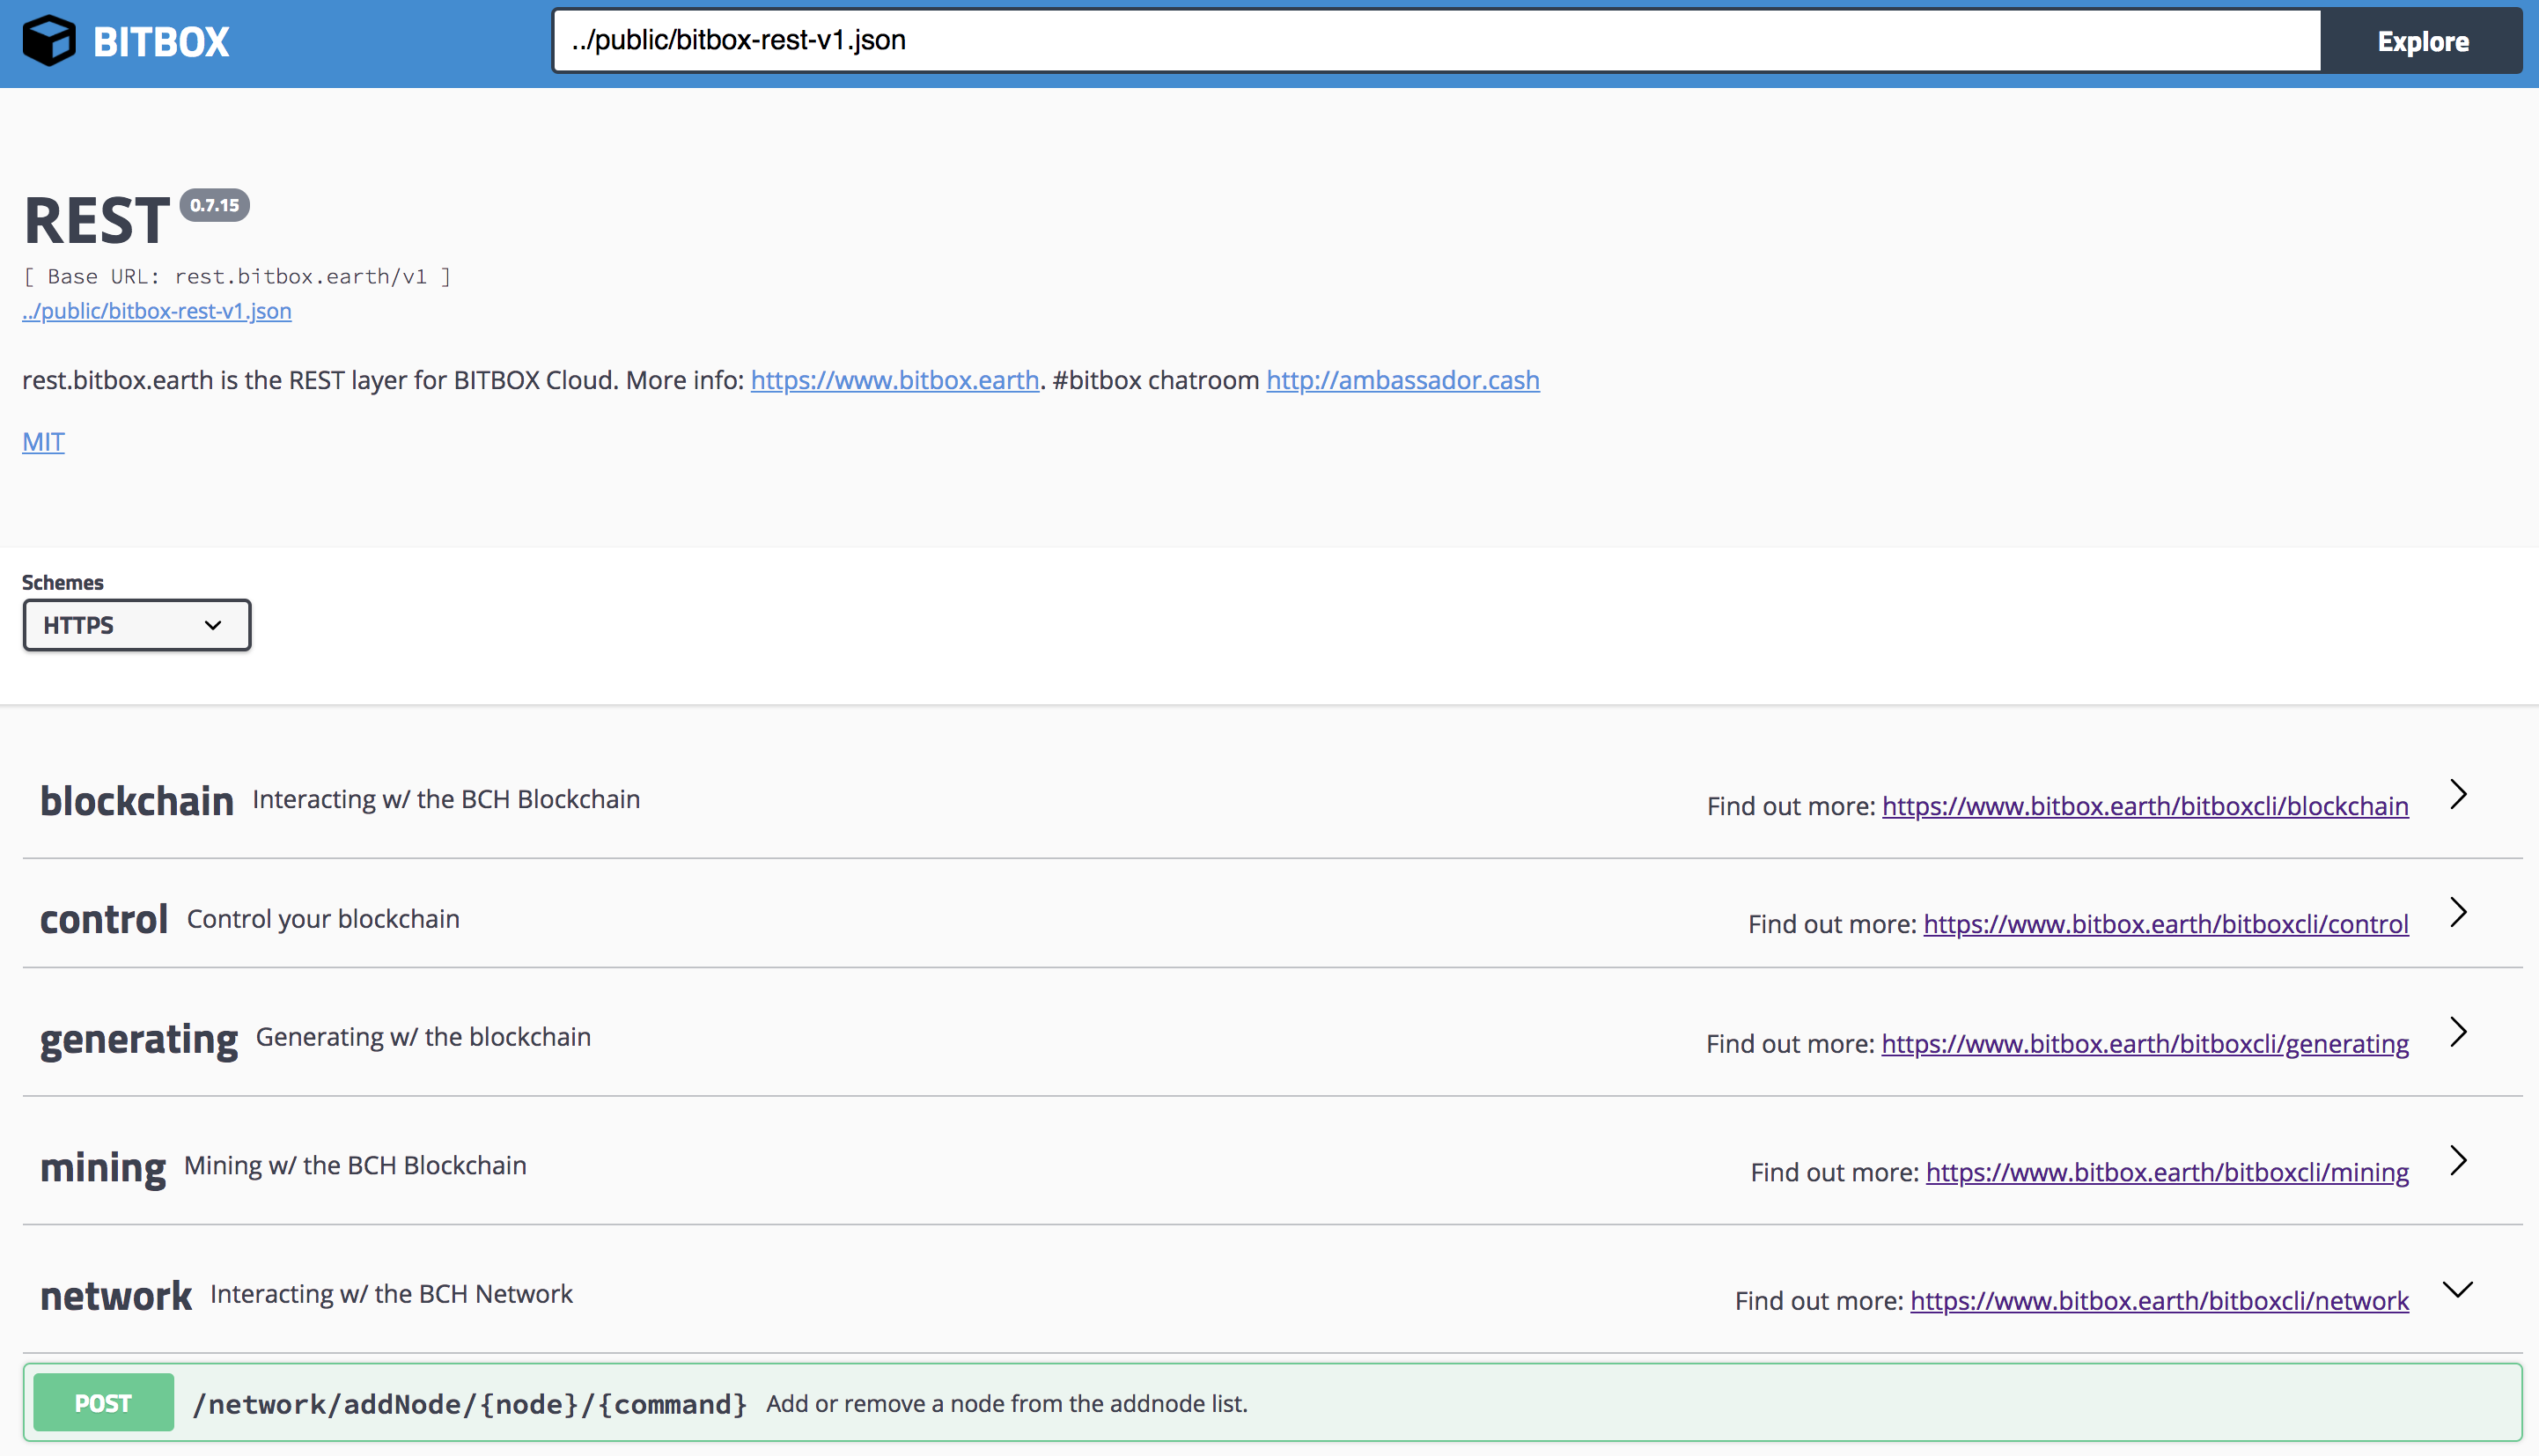 BITBOX
../public/bitbox-rest-v1.json
Explore
REST 0.7.15
[ Base URL: rest.bitbox.earth/v1 ]
../public/bitbox-rest-v1.json
rest.bitbox.earth is the REST layer for BITBOX Cloud. More info: https://www.bitbox.earth. #bitbox chatroom http://ambassador.cash
MIT
Schemes
HTTPS
blockchain Interacting w/ the BCH Blockchain Find out more: https://www.bitbox.earth/bitboxcli/blockchain
control Control your blockchain Find out more: https://www.bitbox.earth/bitboxcli/control
generating Generating w/ the blockchain Find out more: https://www.bitbox.earth/bitboxcli/generating
mining Mining w/ the BCH Blockchain Find out more: https://www.bitbox.earth/bitboxcli/mining
network Interacting w/ the BCH Network Find out more: https://www.bitbox.earth/bitboxcli/network
POST /network/addNode/{node}/{command} Add or remove a node from the addnode list.